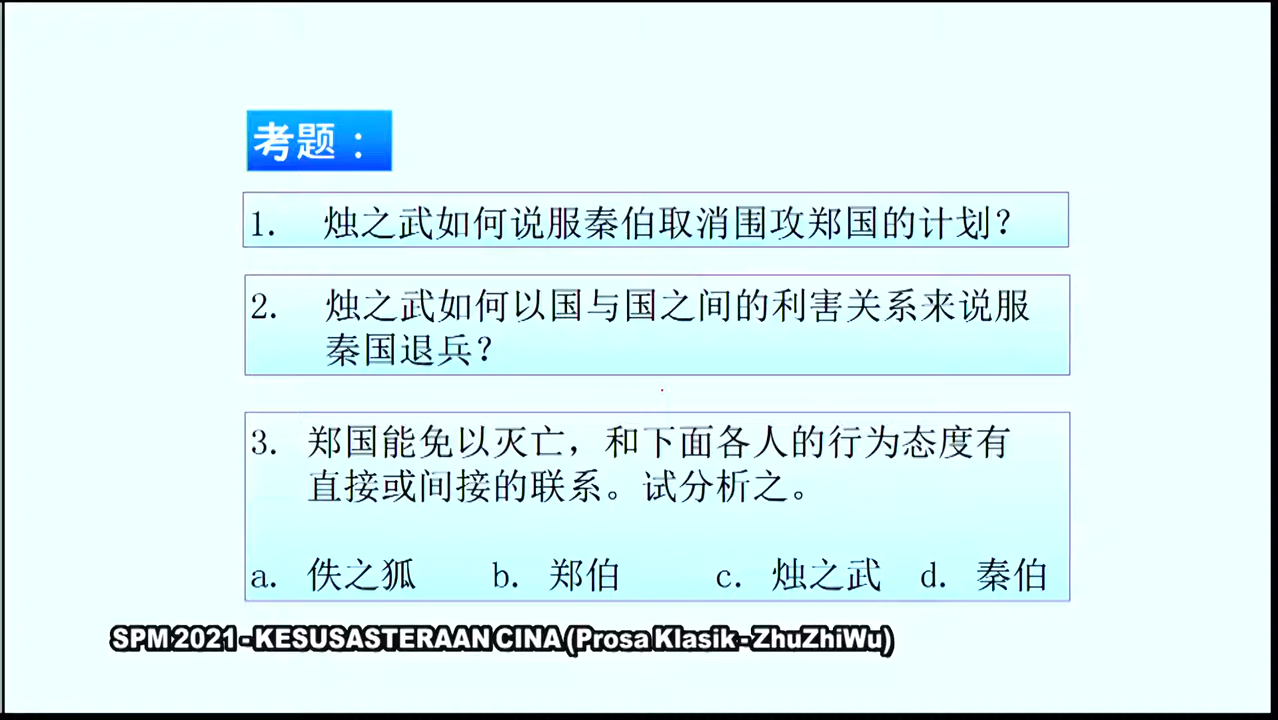 考题：
1. 烛之武如何说服秦伯取消围攻郑国的计划？
2. 烛之武如何以国与国之间的利害关系来说服
秦国退兵？
3. 郑国能免以灭亡，和下面各人的行为态度有
直接或间接的联系。试分析之。
a. 佚之狐 b. 郑伯 c. 烛之武 d. 秦伯
SPM 2021 - KESUSASTERAAN CINA (Prosa Klasik - ZhuZhiWu)